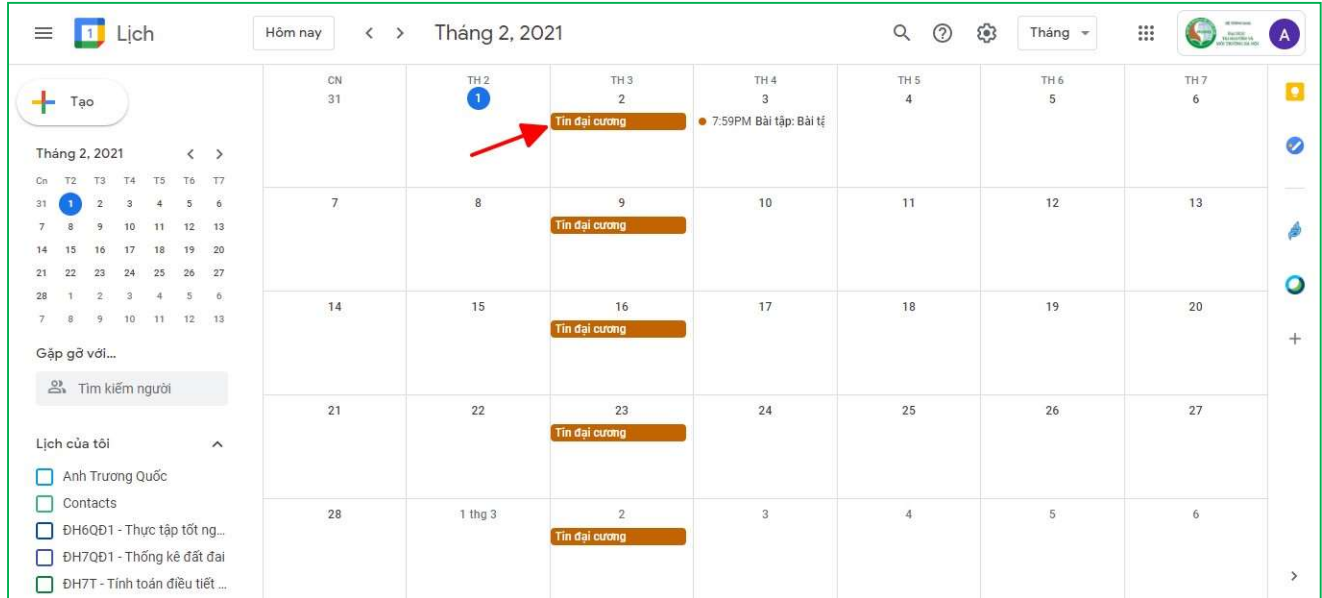 Lịch
Hôm nay
Tháng 2, 2021
Tháng
A
Tạo
Tháng 2, 2021
Cn T2 T3 T4 T5 T6 T7
31 1 2 3 4 5 6
7 8 9 10 11 12 13
14 15 16 17 18 19 20
21 22 23 24 25 26 27
28 1 2 3 4 5 6
7 8 9 10 11 12 13
Gặp gỡ với...
Tìm kiếm người
Lịch của tôi
Anh Trương Quốc
Contacts
ĐH6QĐ1 - Thực tập tốt ng...
ĐH7QĐ1 - Thống kê đất đai
ĐH7T - Tính toán điều tiết ...
CN TH 2 TH 3 TH 4 TH 5 TH 6 TH 7
31 1 2 3 4 5 6
Tin đại cương
7:59PM Bài tập: Bài tậ
7 8 9 10 11 12 13
Tin đại cương
14 15 16 17 18 19 20
Tin đại cương
21 22 23 24 25 26 27
Tin đại cương
28 1 thg 3 2 3 4 5 6
Tin đại cương